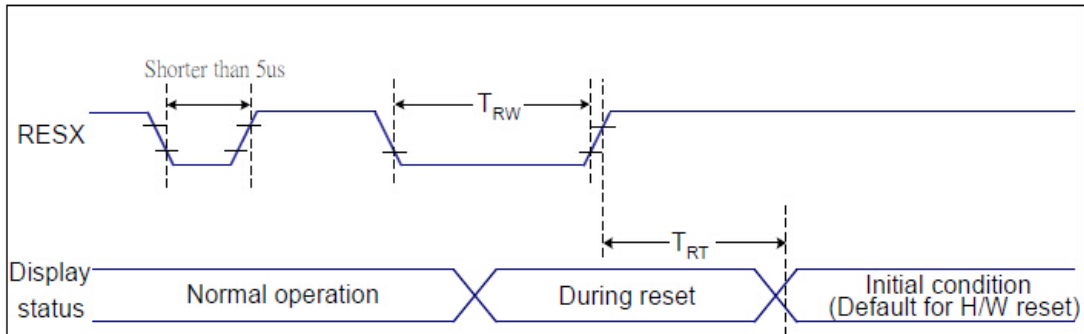 Shorter than 5us
RESX
TRW
TRT
Display
status
Normal operation
During reset
Initial condition
(Default for H/W reset)